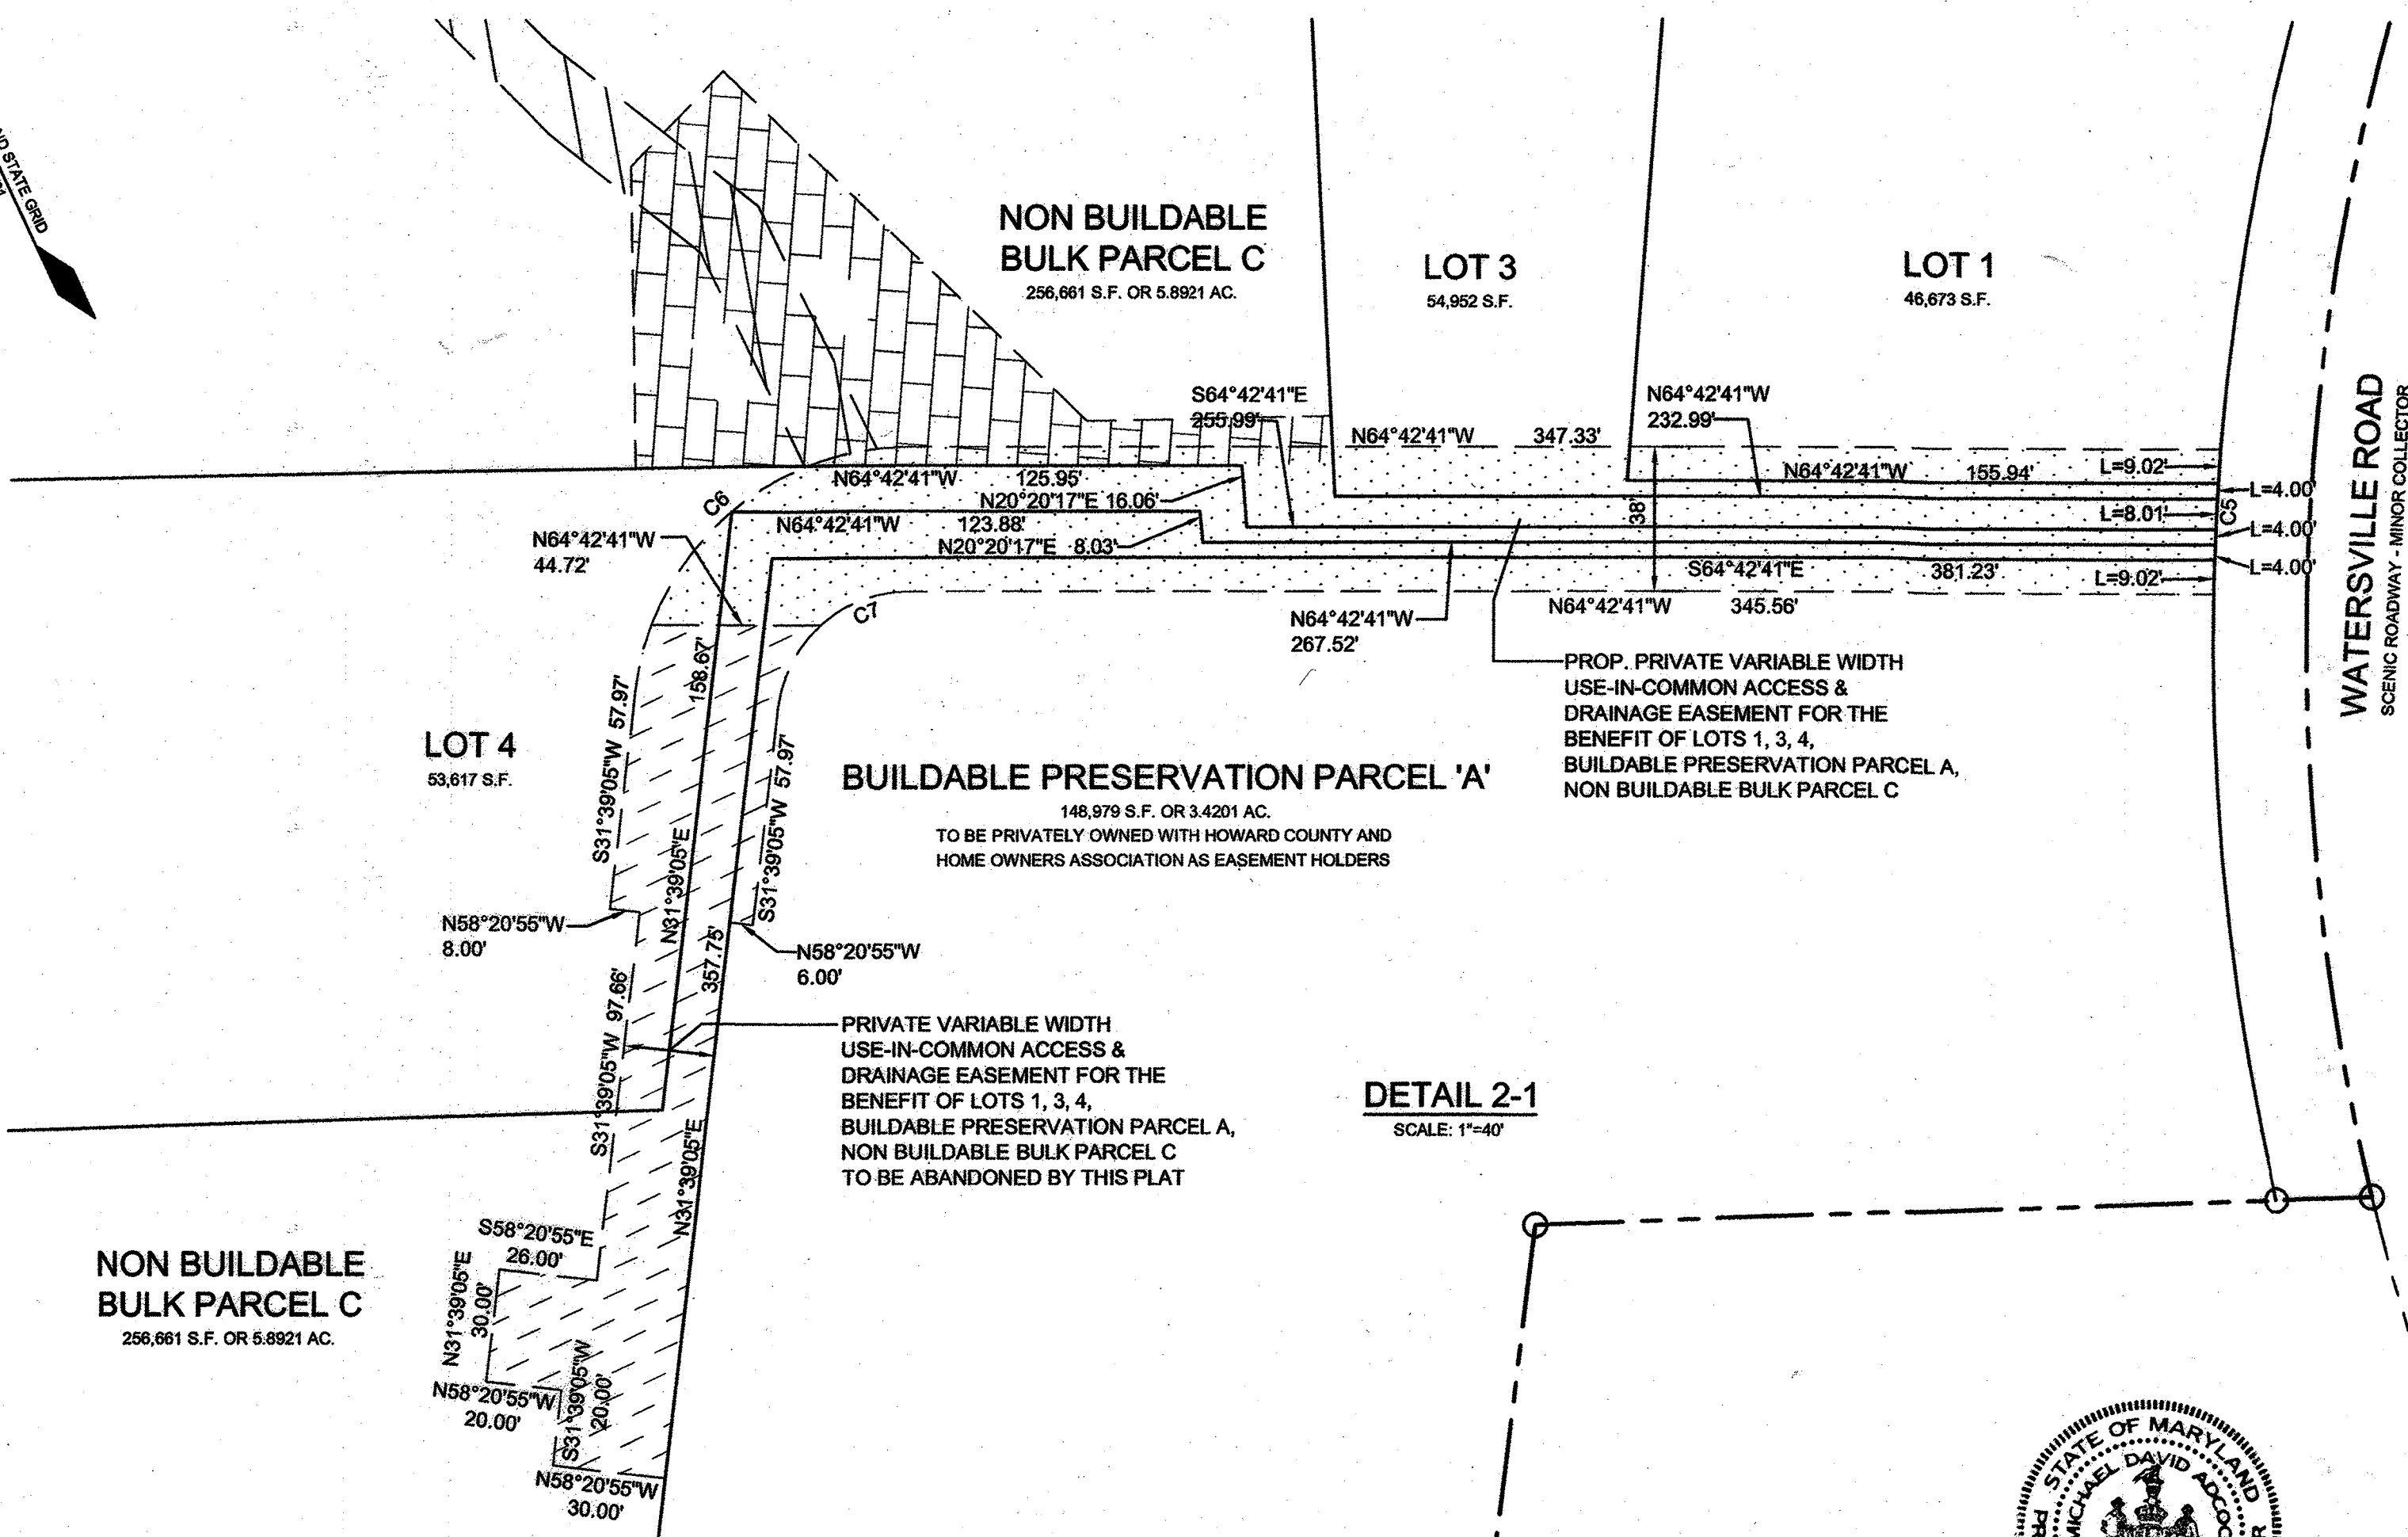 STATE GRID
NON BUILDABLE
BULK PARCEL C
256,661 S.F. OR 5.8921 AC.
LOT 3
54,952 S.F.
LOT 1
46,673 S.F.
WATERSVILLE ROAD
SCENIC ROADWAY - MINOR COLLECTOR
S64°42'41"E
255.99'
N64°42'41"W 347.33'
N64°42'41"W
232.99'
N64°42'41"W 155.94'
L=9.02'
L=4.00'
L=8.01'
C5
L=4.00'
L=4.00'
L=9.02'
38'
C6
N64°42'41"W 125.95'
N20°20'17"E 16.06'
N64°42'41"W 123.88'
N20°20'17"E 8.03'
N64°42'41"W
44.72'
S64°42'41"E 381.23'
N64°42'41"W 345.56'
N64°42'41"W
267.52'
C7
PROP. PRIVATE VARIABLE WIDTH
USE-IN-COMMON ACCESS &
DRAINAGE EASEMENT FOR THE
BENEFIT OF LOTS 1, 3, 4,
BUILDABLE PRESERVATION PARCEL A,
NON BUILDABLE BULK PARCEL C
LOT 4
53,617 S.F.
S31°39'05"W 57.97'
158.67'
N31°39'05"E
S31°39'05"W 57.97'
BUILDABLE PRESERVATION PARCEL 'A'
148,979 S.F. OR 3.4201 AC.
TO BE PRIVATELY OWNED WITH HOWARD COUNTY AND
HOME OWNERS ASSOCIATION AS EASEMENT HOLDERS
N58°20'55"W
8.00'
N58°20'55"W
6.00'
357.75'
N31°39'05"E
S31°39'05"W 97.66'
PRIVATE VARIABLE WIDTH
USE-IN-COMMON ACCESS &
DRAINAGE EASEMENT FOR THE
BENEFIT OF LOTS 1, 3, 4,
BUILDABLE PRESERVATION PARCEL A,
NON BUILDABLE BULK PARCEL C
TO BE ABANDONED BY THIS PLAT
DETAIL 2-1
SCALE: 1"=40'
NON BUILDABLE
BULK PARCEL C
256,661 S.F. OR 5.8921 AC.
S58°20'55"E
26.00'
N31°39'05"E
30.00'
N58°20'55"W
20.00'
S31°39'05"W
20.00'
N58°20'55"W
30.00'
STATE OF MARYLAND
MICHAEL DAVID